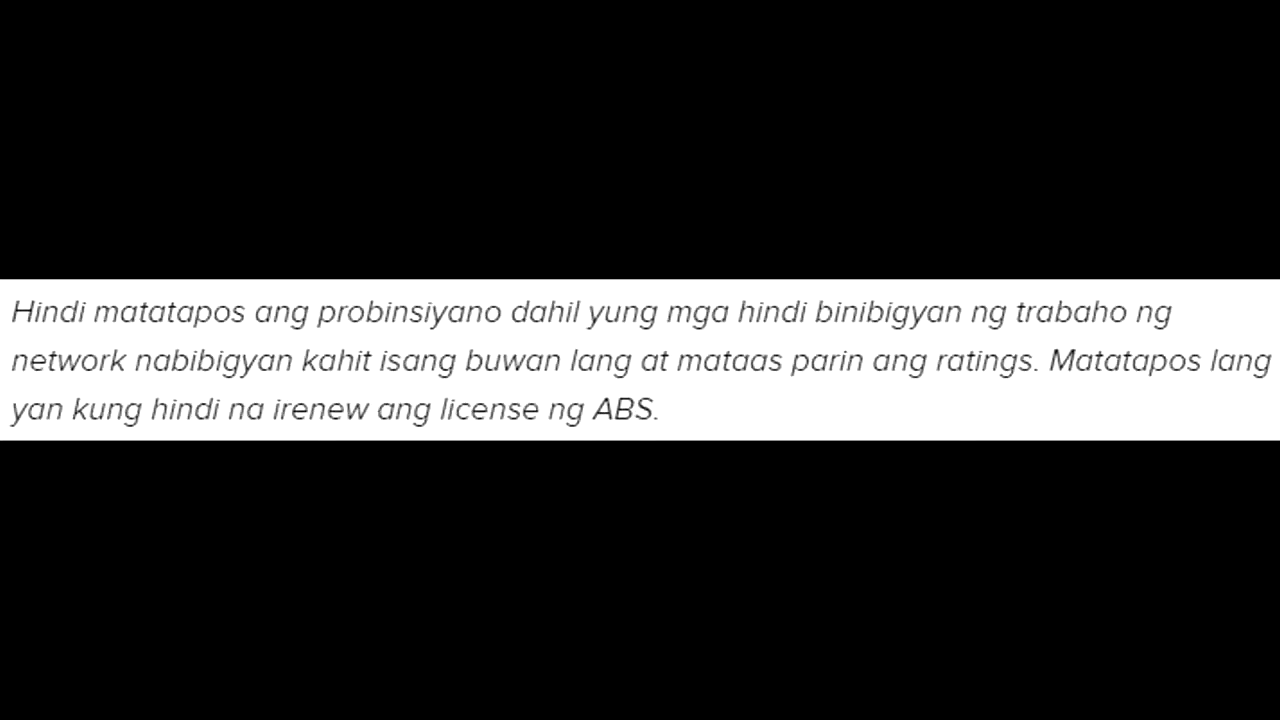 Hindi matatapos ang probinsiyano dahil yung mga hindi binibigyan ng trabaho ng
network nabibigyan kahit isang buwan lang at mataas parin ang ratings. Matatapos lang
yan kung hindi na irenew ang license ng ABS.